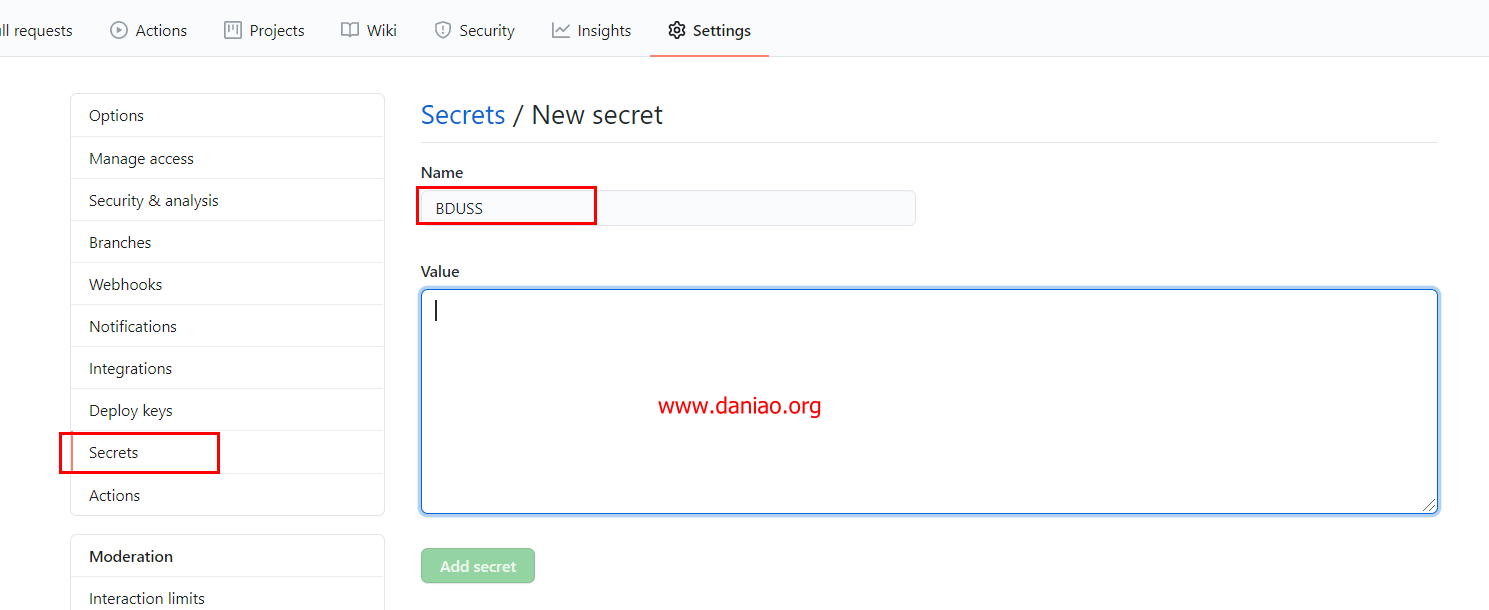 ll requests Actions Projects Wiki Security Insights Settings
Options
Manage access
Security & analysis
Branches
Webhooks
Notifications
Integrations
Deploy keys
Secrets
Actions
Moderation
Interaction limits
Secrets / New secret
Name
BDUSS
Value
www.daniao.org
Add secret